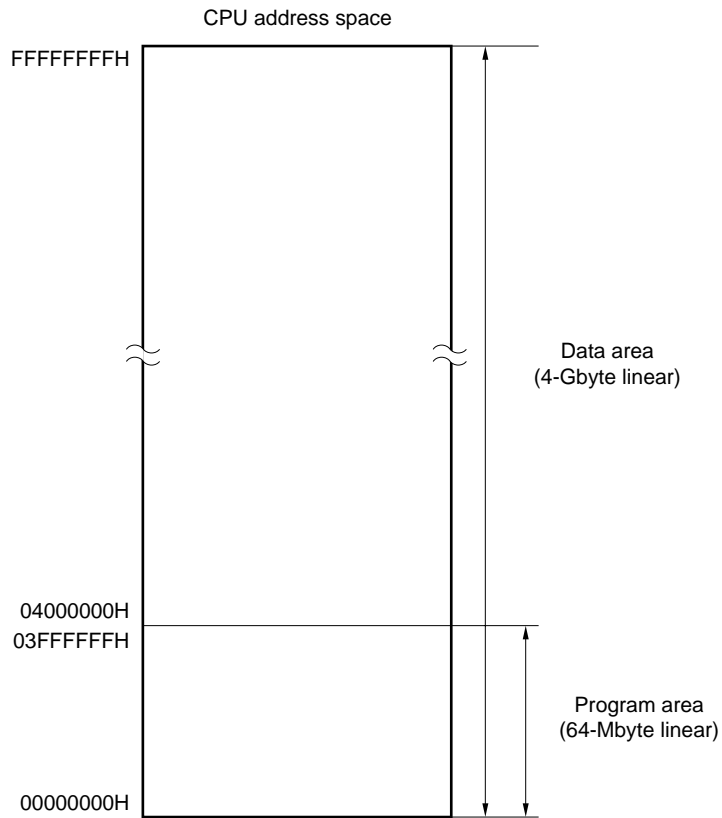 CPU address space
FFFFFFFFH
Data area
(4-Gbyte linear)
04000000H
03FFFFFFH
Program area
(64-Mbyte linear)
00000000H